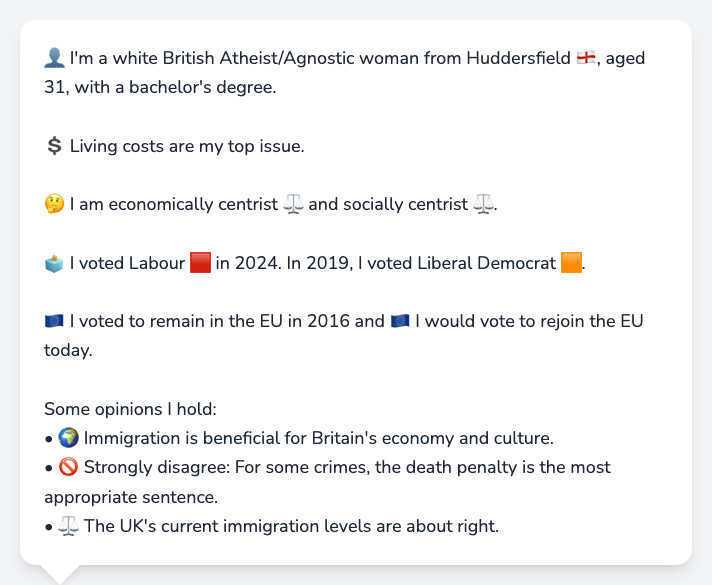 👤 I'm a white British Atheist/Agnostic woman from Huddersfield 🏴󠁧󠁢󠁥󠁮󠁧󠁿, aged
31, with a bachelor's degree.
💲 Living costs are my top issue.
🤔 I am economically centrist ⚖️ and socially centrist ⚖️.
🗳️ I voted Labour 🟥 in 2024. In 2019, I voted Liberal Democrat 🟧.
🇪🇺 I voted to remain in the EU in 2016 and 🇪🇺 I would vote to rejoin the EU
today.
Some opinions I hold:
• 🌍 Immigration is beneficial for Britain's economy and culture.
• 🚫 Strongly disagree: For some crimes, the death penalty is the most
appropriate sentence.
• ⚖️ The UK's current immigration levels are about right.